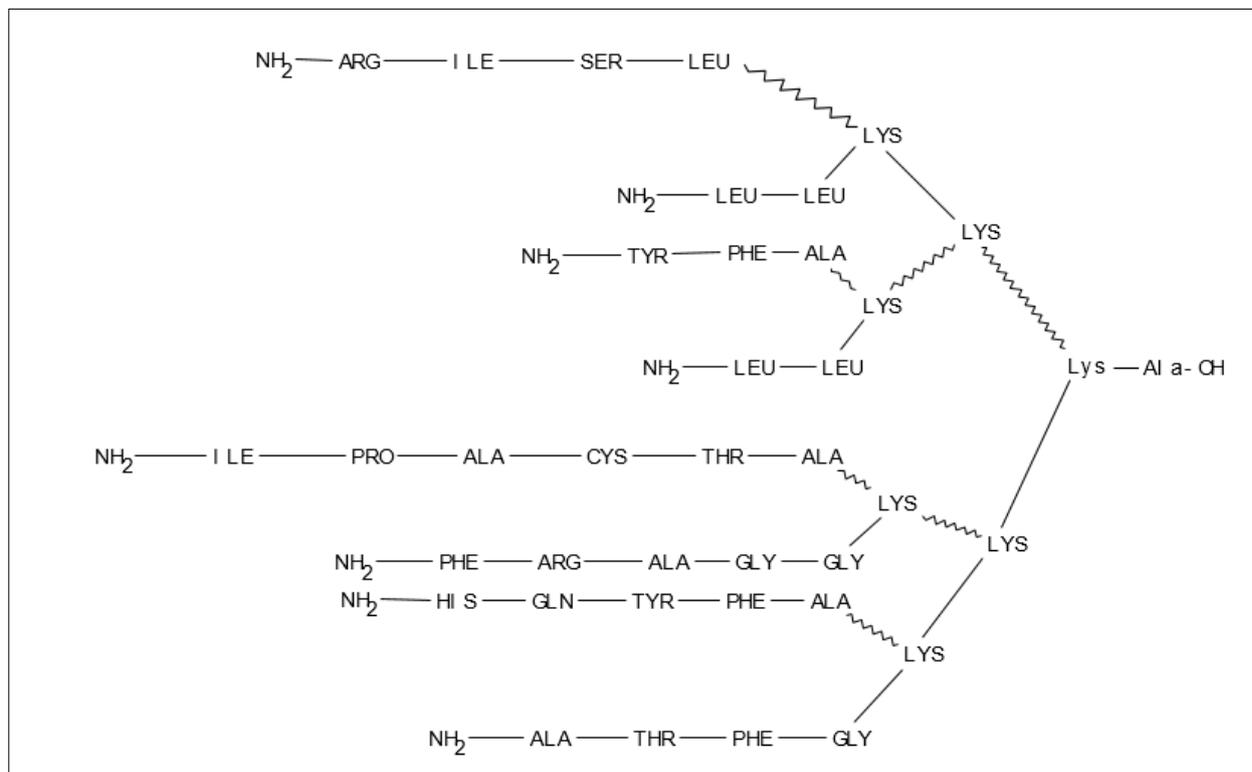 NH2 ARG ILE SER LEU
LYS
NH2 LEU LEU
LYS
NH2 TYR PHE ALA
LYS
NH2 LEU LEU
Lys Ala-OH
NH2 ILE PRO ALA CYS THR ALA
LYS
LYS
NH2 PHE ARG ALA GLY GLY
NH2 HIS GLN TYR PHE ALA
LYS
NH2 ALA THR PHE GLY